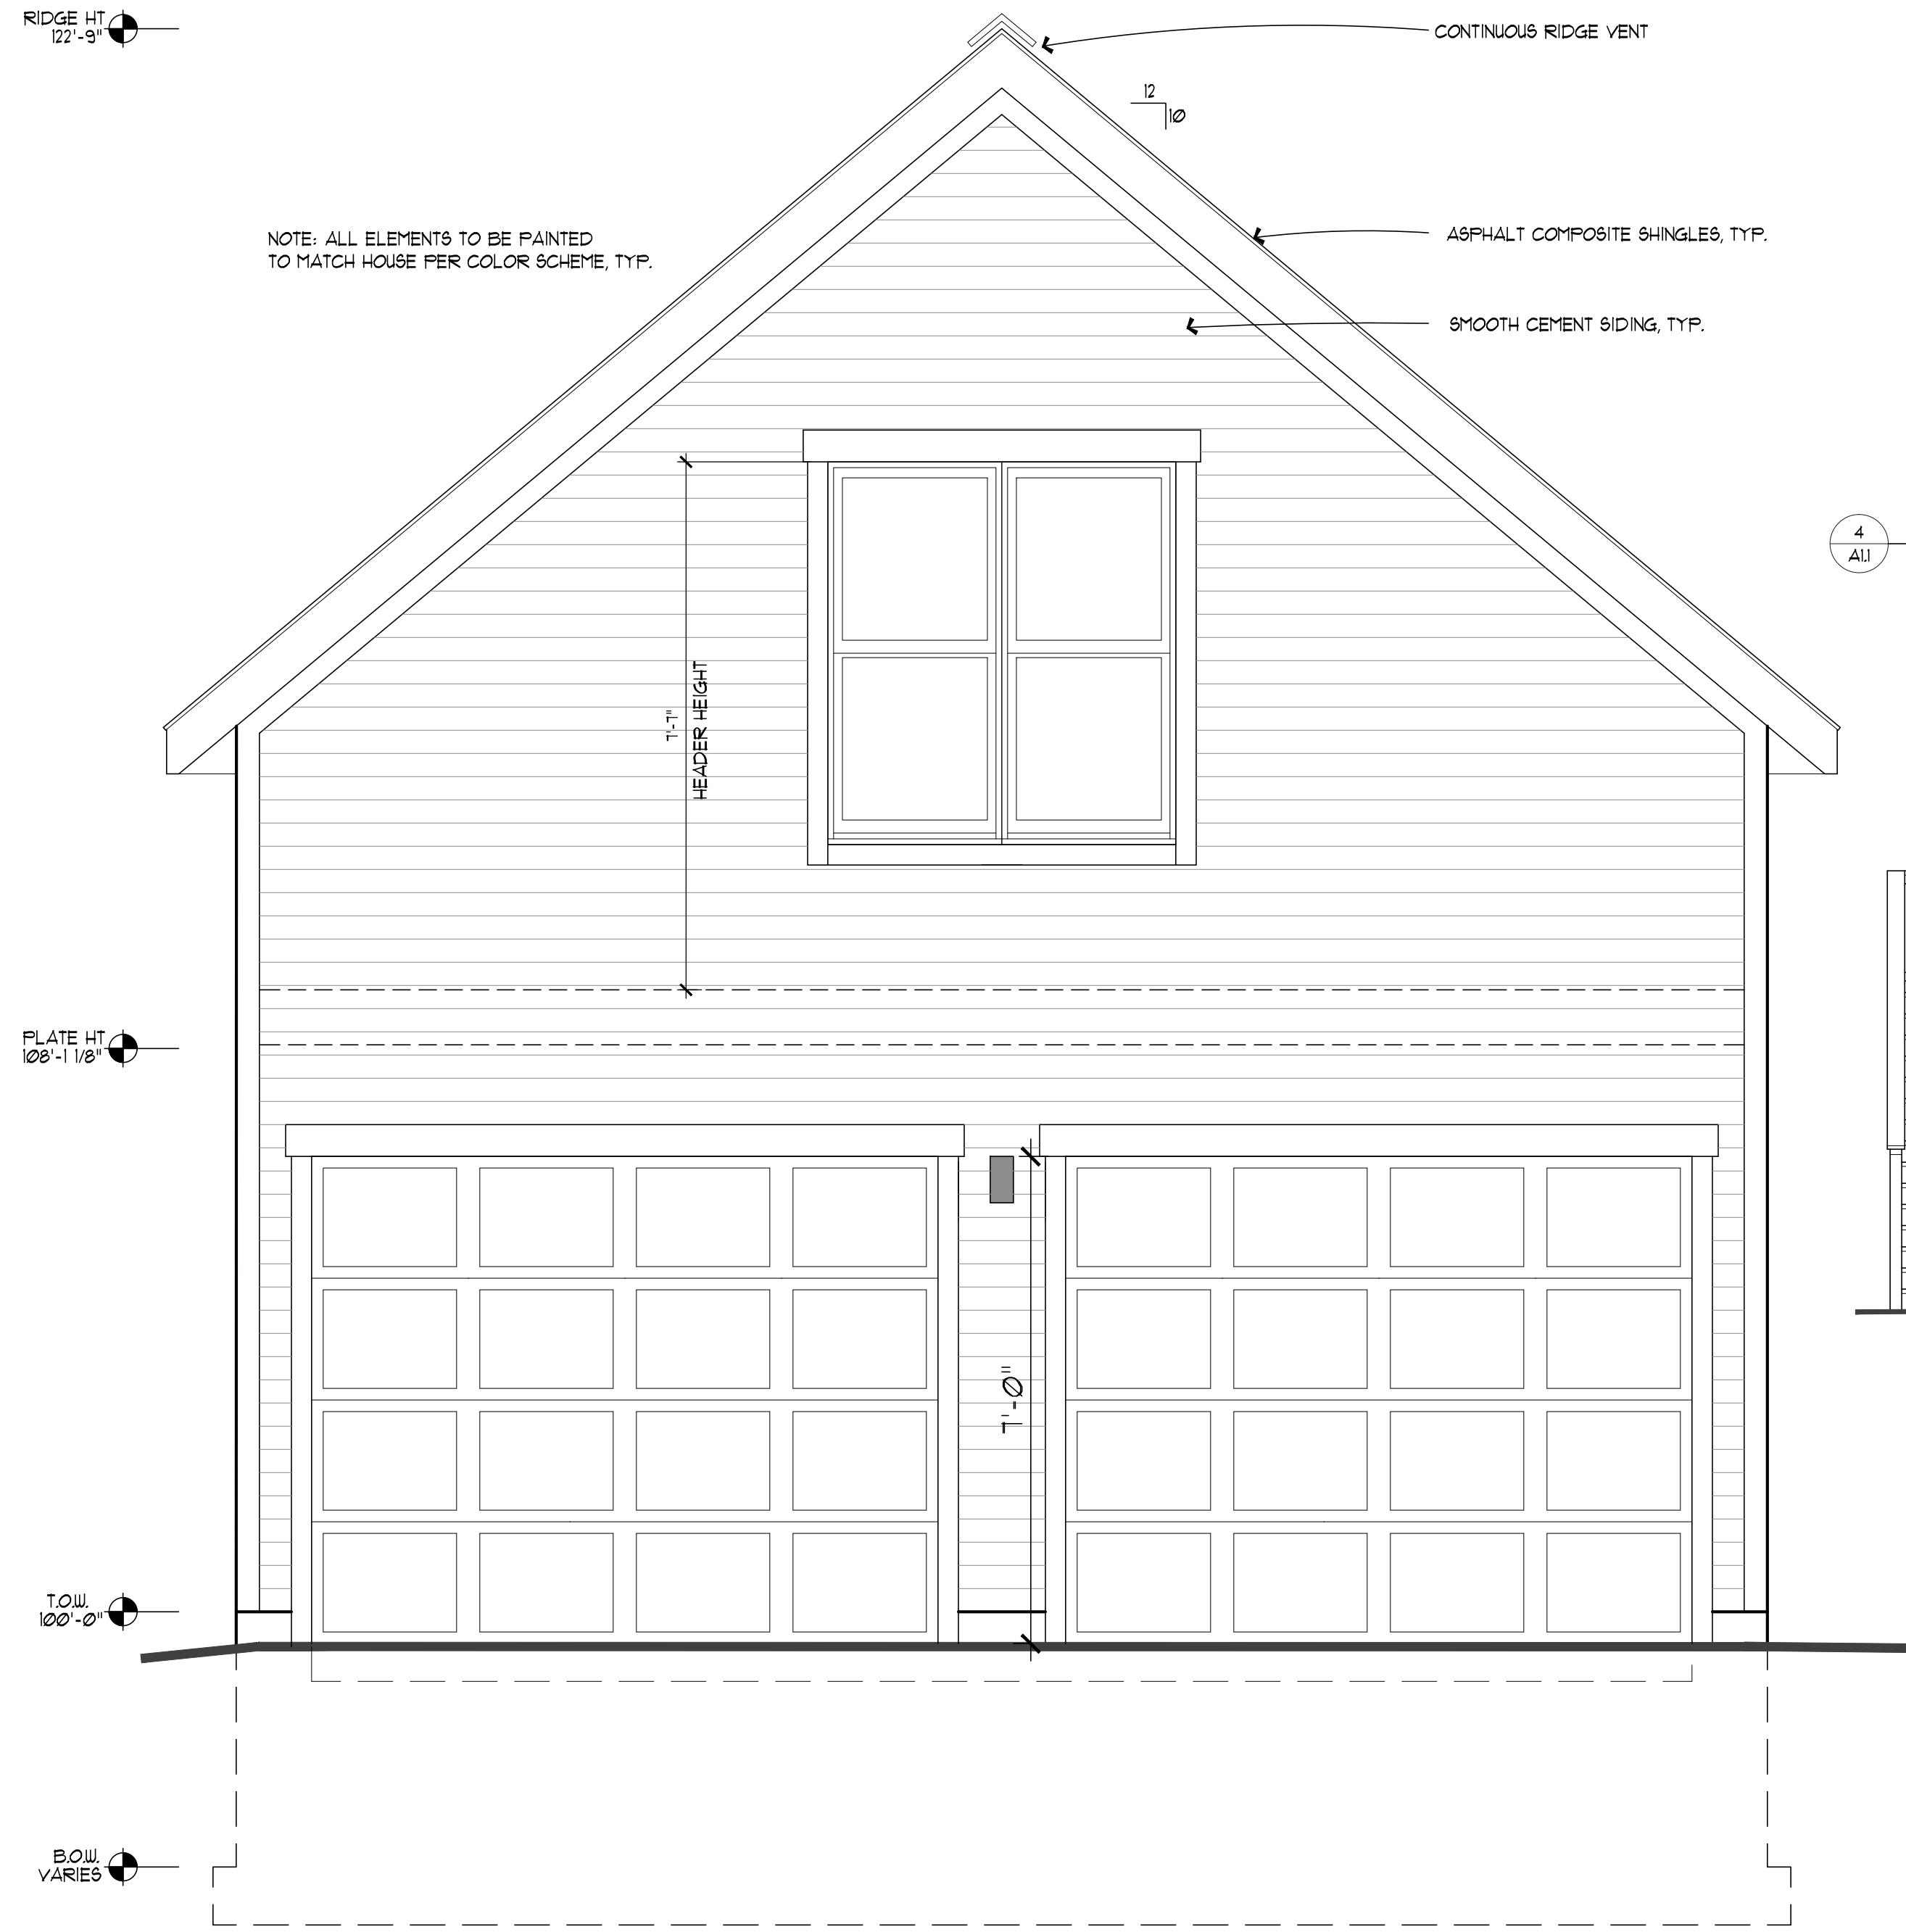 RIDGE HT
122'-9"
CONTINUOUS RIDGE VENT
12
10
NOTE: ALL ELEMENTS TO BE PAINTED
TO MATCH HOUSE PER COLOR SCHEME, TYP.
ASPHALT COMPOSITE SHINGLES, TYP.
SMOOTH CEMENT SIDING, TYP.
4
A1.1
7'-7"
HEADER HEIGHT
PLATE HT
108'-1 1/8"
7'-0"
T.O.W.
100'-0"
B.O.W.
VARIES